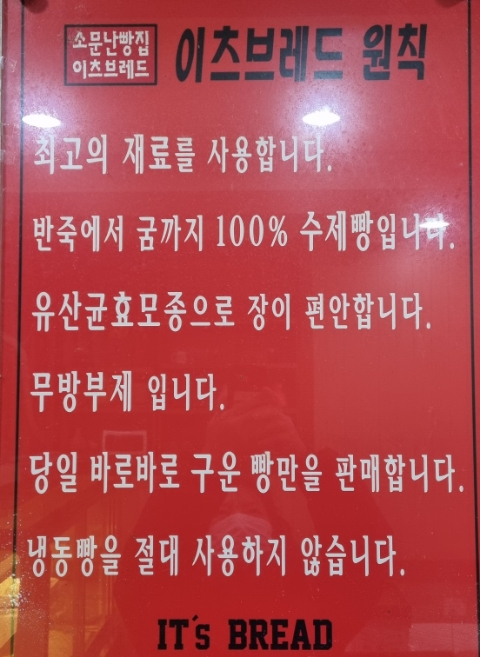 소문난빵집
이츠브레드
이츠브레드 원칙
최고의 재료를 사용합니다.
반죽에서 굼까지 100% 수제빵입니다.
유산균효모종으로 장이 편안합니다.
무방부제 입니다.
당일 바로바로 구운 빵만을 판매합니다.
냉동빵을 절대 사용하지 않습니다.
IT's BREAD